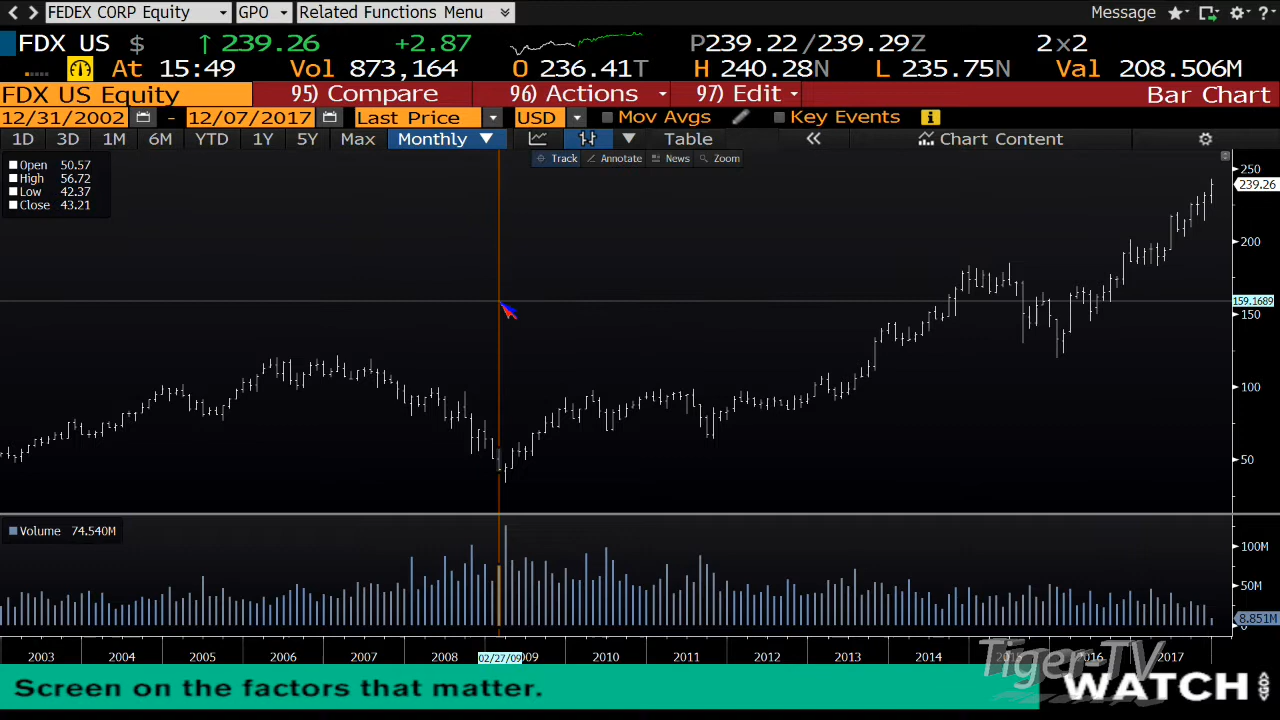 FEDEX CORP Equity GPO Related Functions Menu Message ?
FDX US $ ↑ 239.26 +2.87 P239.22 /239.29Z 2x2
At 15:49 Vol 873,164 O 236.41T H 240.28N L 235.75N Val 208.506M
FDX US Equity 95) Compare 96) Actions 97) Edit Bar Chart
12/31/2002 - 12/07/2017 Last Price USD Mov Avgs Key Events i
1D 3D 1M 6M YTD 1Y 5Y Max Monthly ▼ Table « Chart Content
Track Annotate News Zoom
Open 50.57
High 56.72
Low 42.37
Close 43.21
250
239.26
200
159.1689
150
100
50
Volume 74.540M
100M
50M
8.851M
0
2003 2004 2005 2006 2007 2008 02/27/09 09 2010 2011 2012 2013 2014 2015 2016 2017
Tiger-TV
Screen on the factors that matter.
WATCH